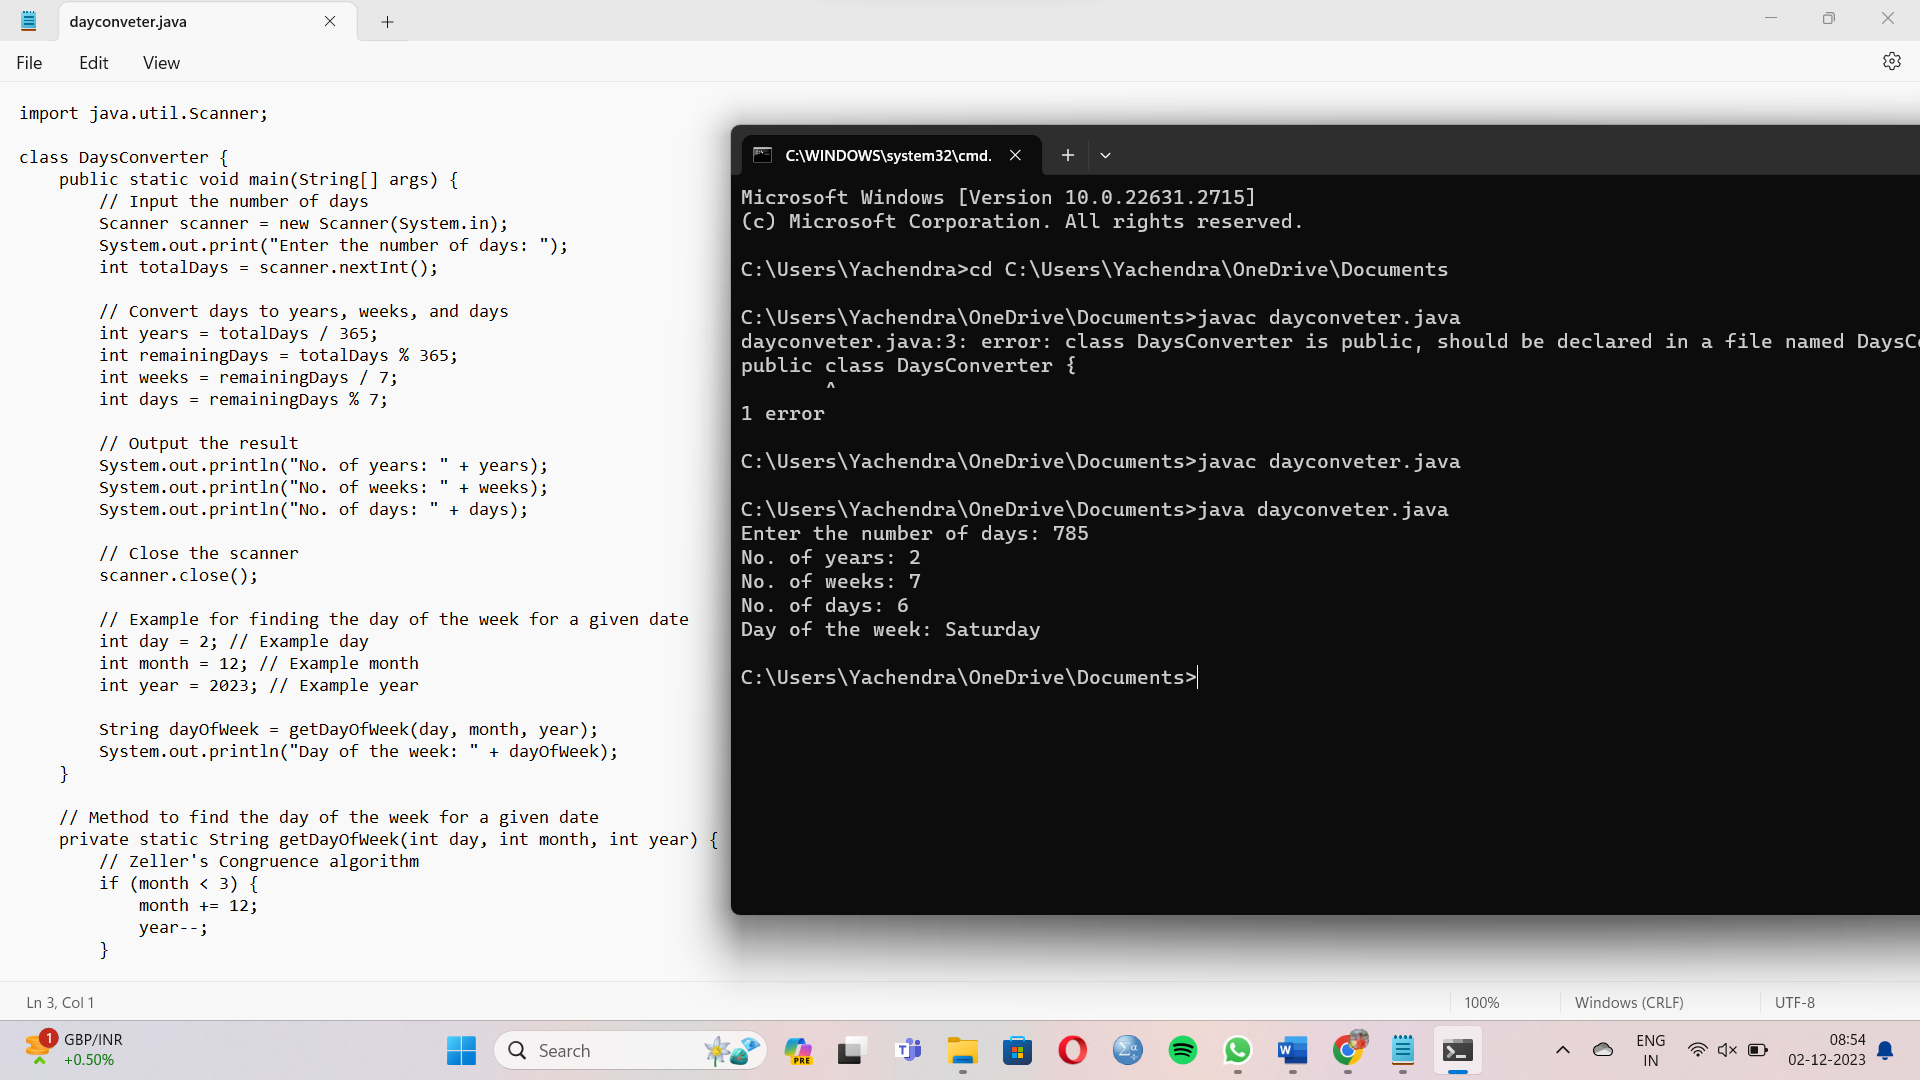 dayconveter.java
File Edit View
import java.util.Scanner;
class DaysConverter {
public static void main(String[] args) {
// Input the number of days
Scanner scanner = new Scanner(System.in);
System.out.print("Enter the number of days: ");
int totalDays = scanner.nextInt();
// Convert days to years, weeks, and days
int years = totalDays / 365;
int remainingDays = totalDays % 365;
int weeks = remainingDays / 7;
int days = remainingDays % 7;
// Output the result
System.out.println("No. of years: " + years);
System.out.println("No. of weeks: " + weeks);
System.out.println("No. of days: " + days);
// Close the scanner
scanner.close();
// Example for finding the day of the week for a given date
int day = 2; // Example day
int month = 12; // Example month
int year = 2023; // Example year
String dayOfWeek = getDayOfWeek(day, month, year);
System.out.println("Day of the week: " + dayOfWeek);
}
// Method to find the day of the week for a given date
private static String getDayOfWeek(int day, int month, int year) {
// Zeller's Congruence algorithm
if (month < 3) {
month += 12;
year--;
}
C:\WINDOWS\system32\cmd.
Microsoft Windows [Version 10.0.22631.2715]
(c) Microsoft Corporation. All rights reserved.
C:\Users\Yachendra>cd C:\Users\Yachendra\OneDrive\Documents
C:\Users\Yachendra\OneDrive\Documents>javac dayconveter.java
dayconveter.java:3: error: class DaysConverter is public, should be declared in a file named DaysC
public class DaysConverter {
^
1 error
C:\Users\Yachendra\OneDrive\Documents>javac dayconveter.java
C:\Users\Yachendra\OneDrive\Documents>java dayconveter.java
Enter the number of days: 785
No. of years: 2
No. of weeks: 7
No. of days: 6
Day of the week: Saturday
C:\Users\Yachendra\OneDrive\Documents>
Ln 3, Col 1
100%
Windows (CRLF)
UTF-8
1
GBP/INR
+0.50%
Search
PRE
ENG
IN
08:54
02-12-2023